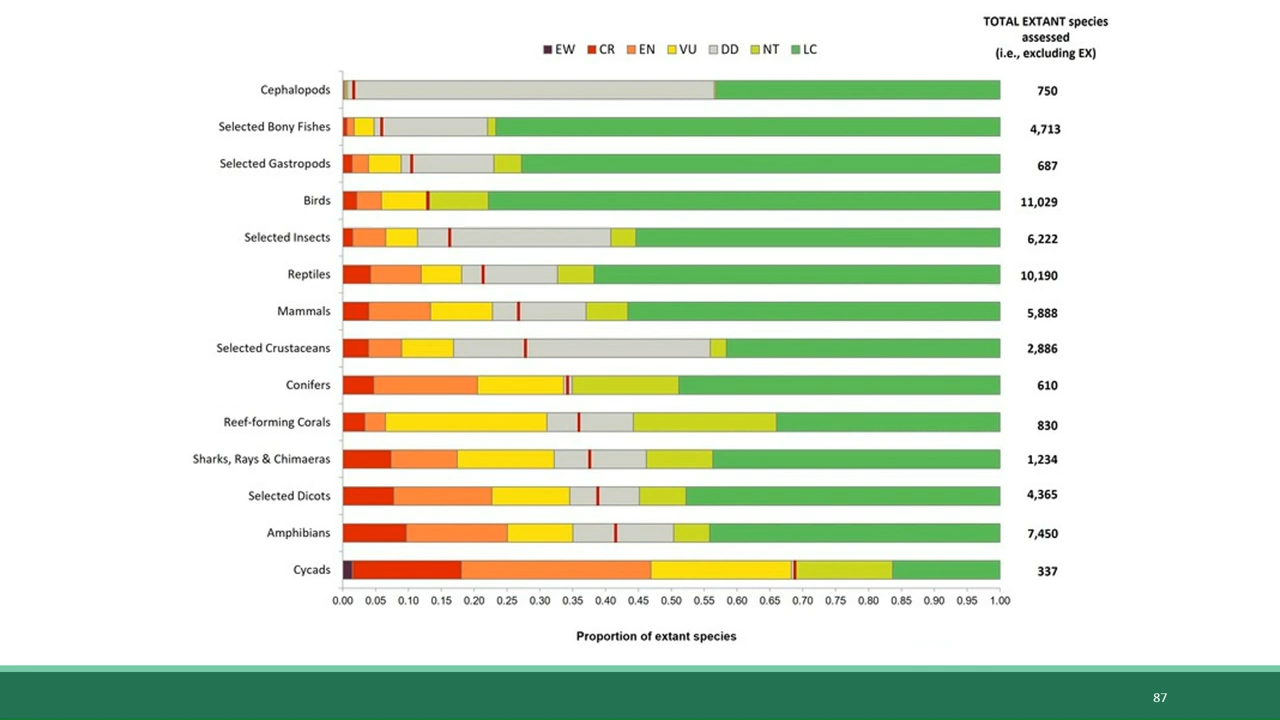 TOTAL EXTANT species
assessed
(i.e., excluding EX)
EW CR EN VU DD NT LC
Cephalopods 750
Selected Bony Fishes 4,713
Selected Gastropods 687
Birds 11,029
Selected Insects 6,222
Reptiles 10,190
Mammals 5,888
Selected Crustaceans 2,886
Conifers 610
Reef-forming Corals 830
Sharks, Rays & Chimaeras 1,234
Selected Dicots 4,365
Amphibians 7,450
Cycads 337
0.00 0.05 0.10 0.15 0.20 0.25 0.30 0.35 0.40 0.45 0.50 0.55 0.60 0.65 0.70 0.75 0.80 0.85 0.90 0.95 1.00
Proportion of extant species
87